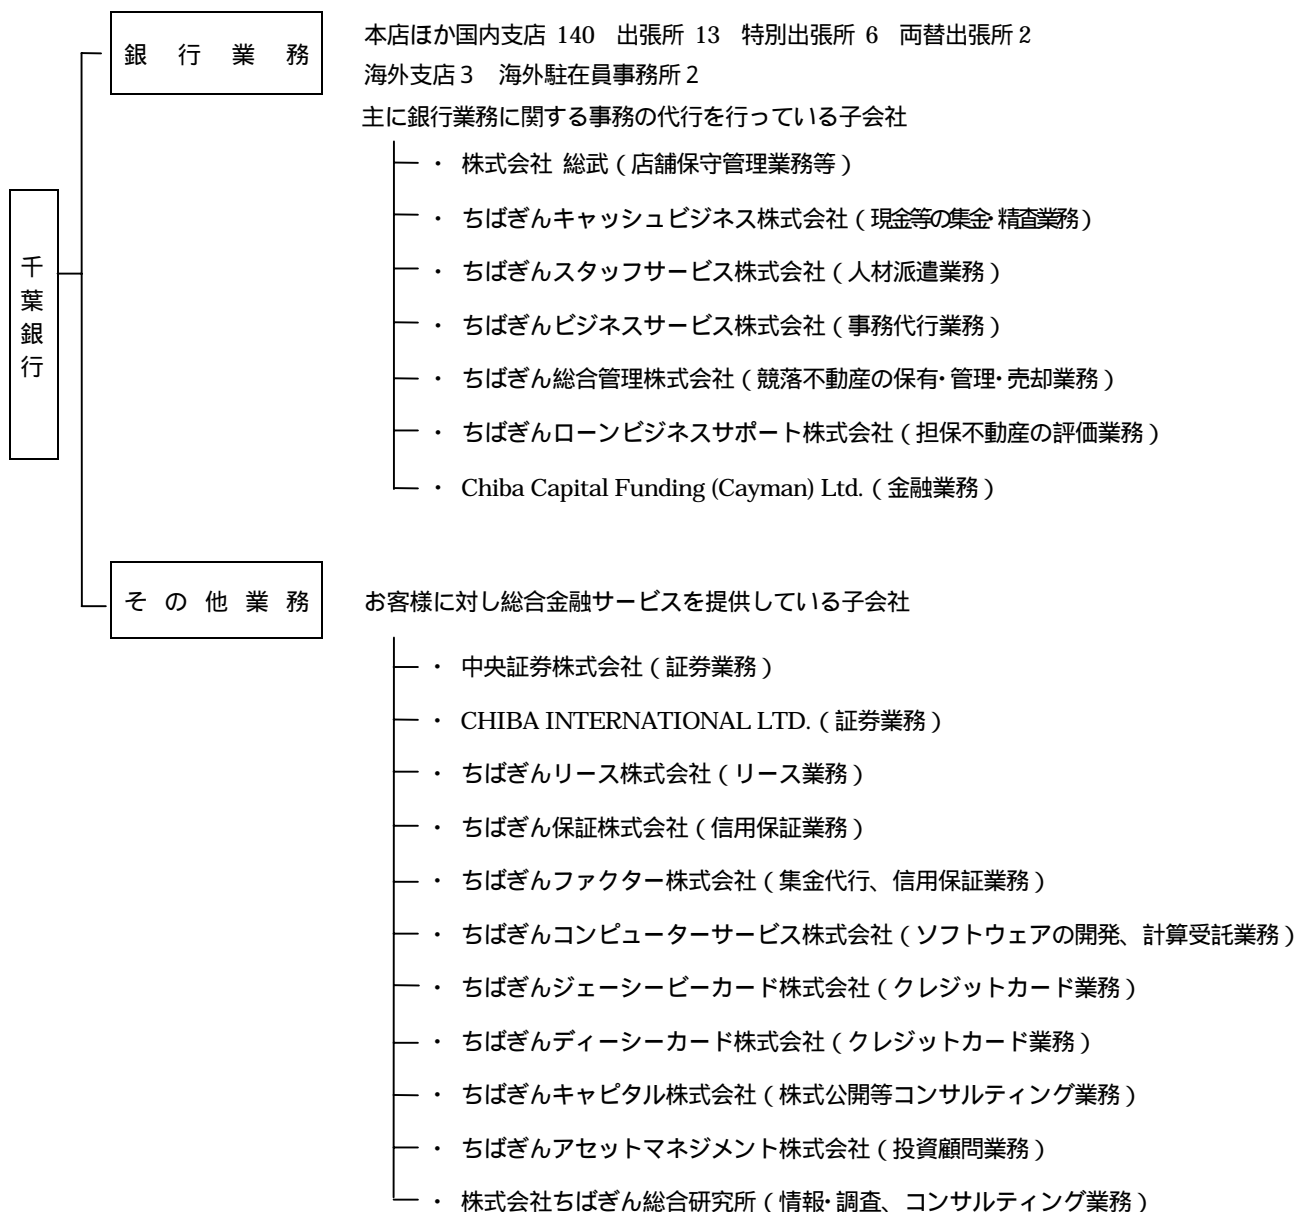 銀行業務
本店ほか国内支店 140 出張所 13 特別出張所 6 両替出張所2
海外支店3 海外駐在員事務所2
主に銀行業務に関する事務の代行を行っている子会社
・ 株式会社 総武(店舗保守管理業務等)
・ ちばぎんキャッシュビジネス株式会社(現金等の集金・精査業務)
千葉銀行
・ ちばぎんスタッフサービス株式会社(人材派遣業務)
・ ちばぎんビジネスサービス株式会社(事務代行業務)
・ ちばぎん総合管理株式会社(競落不動産の保有・管理・売却業務)
・ ちばぎんローンビジネスサポート株式会社(担保不動産の評価業務)
・ Chiba Capital Funding (Cayman) Ltd.(金融業務)
その他業務
お客様に対し総合金融サービスを提供している子会社
・ 中央証券株式会社(証券業務)
・ CHIBA INTERNATIONAL LTD.(証券業務)
・ ちばぎんリース株式会社(リース業務)
・ ちばぎん保証株式会社(信用保証業務)
・ ちばぎんファクター株式会社(集金代行、信用保証業務)
・ ちばぎんコンピューターサービス株式会社(ソフトウェアの開発、計算受託業務)
・ ちばぎんジェーシービーカード株式会社(クレジットカード業務)
・ ちばぎんディーシーカード株式会社(クレジットカード業務)
・ ちばぎんキャピタル株式会社(株式公開等コンサルティング業務)
・ ちばぎんアセットマネジメント株式会社(投資顧問業務)
・ 株式会社ちばぎん総合研究所(情報・調査、コンサルティング業務)